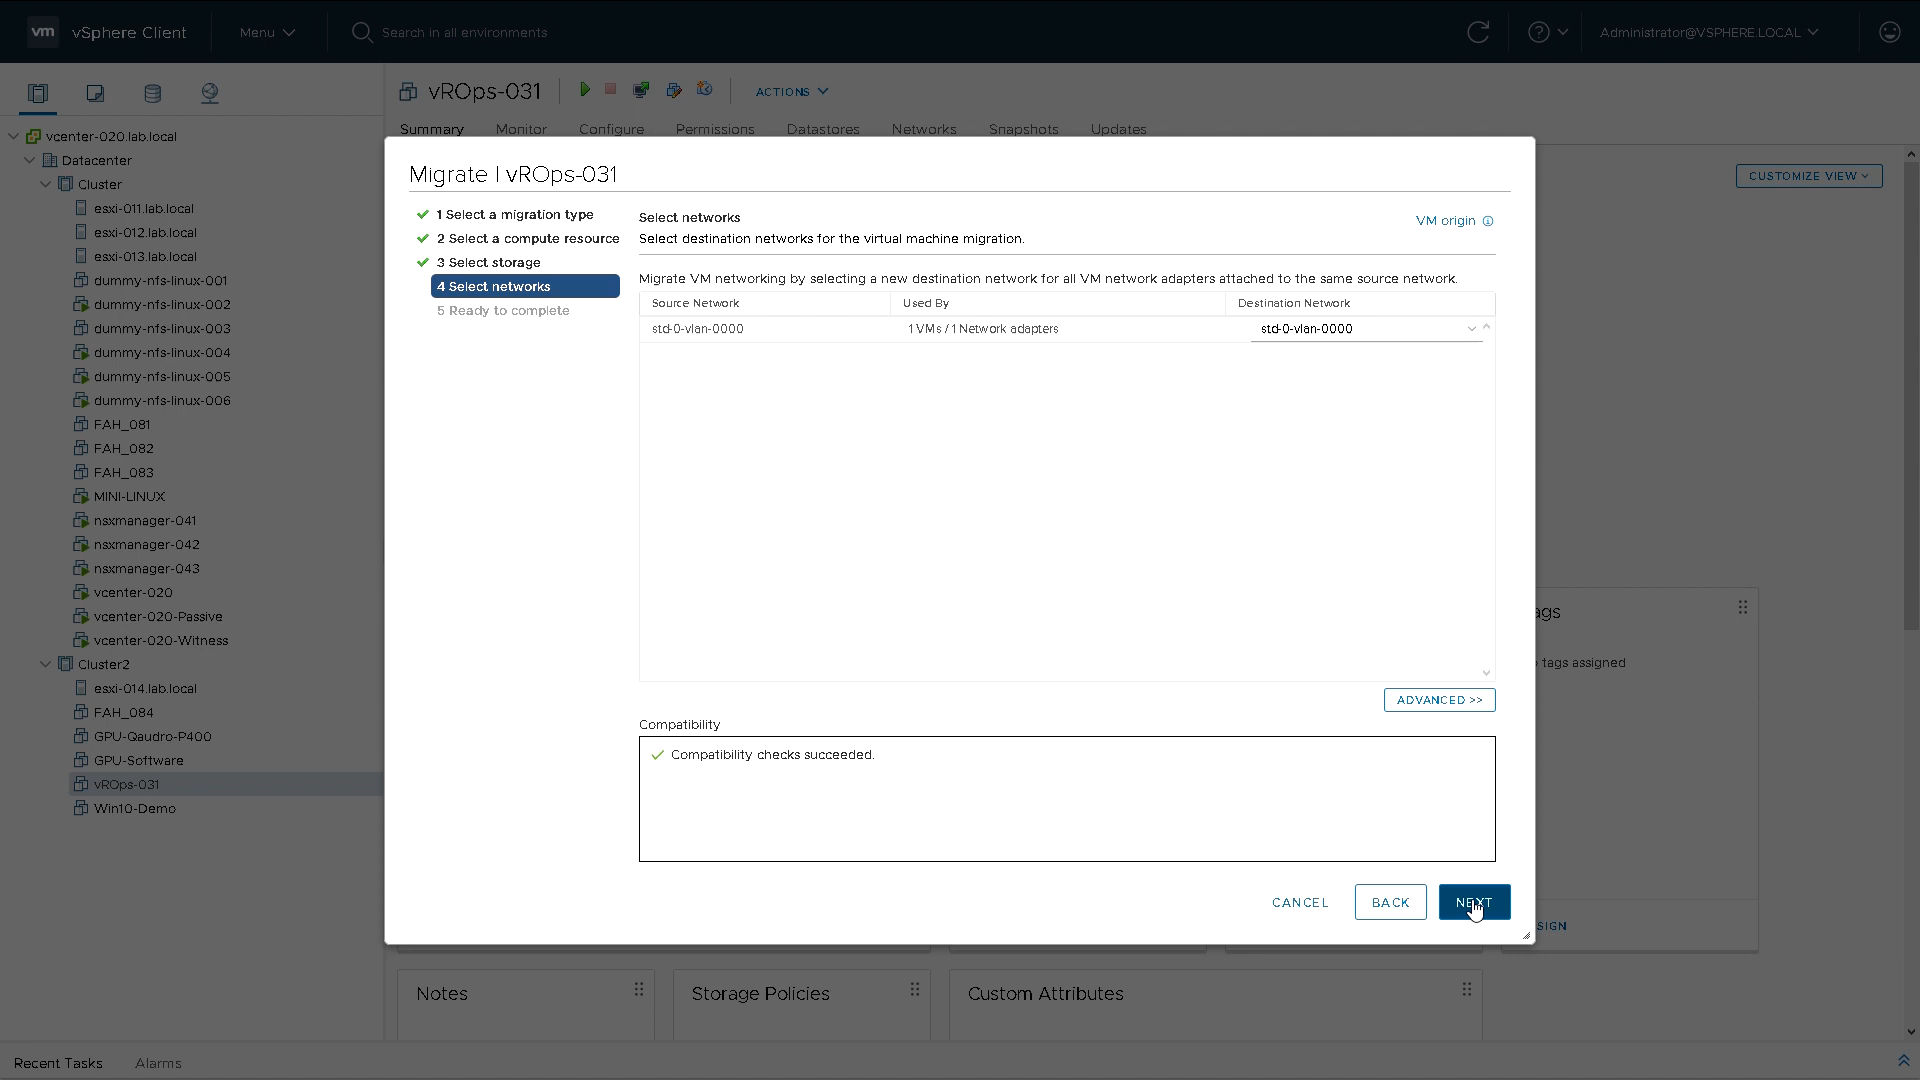 vm vSphere Client Menu Search in all environments Administrator@VSPHERE.LOCAL
vROps-031 ACTIONS
Summary Monitor Configure Permissions Datastores Networks Snapshots Updates
CUSTOMIZE VIEW
vcenter-020.lab.local
Datacenter
Cluster
esxi-011.lab.local
esxi-012.lab.local
esxi-013.lab.local
dummy-nfs-linux-001
dummy-nfs-linux-002
dummy-nfs-linux-003
dummy-nfs-linux-004
dummy-nfs-linux-005
dummy-nfs-linux-006
FAH_081
FAH_082
FAH_083
MINI-LINUX
nsxmanager-041
nsxmanager-042
nsxmanager-043
vcenter-020
vcenter-020-Passive
vcenter-020-Witness
Cluster2
esxi-014.lab.local
FAH_084
GPU-Qaudro-P400
GPU-Software
vROps-031
Win10-Demo
Migrate | vROps-031
1 Select a migration type
2 Select a compute resource
3 Select storage
4 Select networks
5 Ready to complete
Select networks
VM origin
Select destination networks for the virtual machine migration.
Migrate VM networking by selecting a new destination network for all VM network adapters attached to the same source network.
Source Network Used By Destination Network
std-0-vlan-0000 1 VMs / 1 Network adapters std-0-vlan-0000
ADVANCED >>
Compatibility
Compatibility checks succeeded.
CANCEL BACK NEXT
ags
tags assigned
SIGN
Notes Storage Policies Custom Attributes
Recent Tasks Alarms